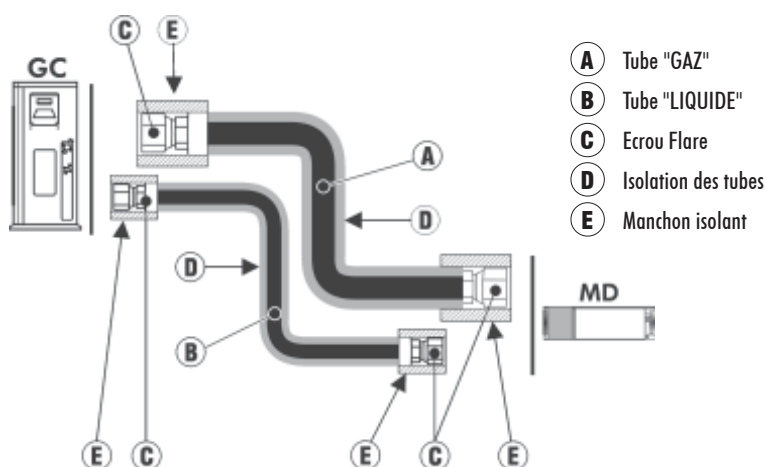 C E
GC
A Tube "GAZ"
B Tube "LIQUIDE"
C Ecrou Flare
D Isolation des tubes
E Manchon isolant
A
D
D
MD
B
E C E C E